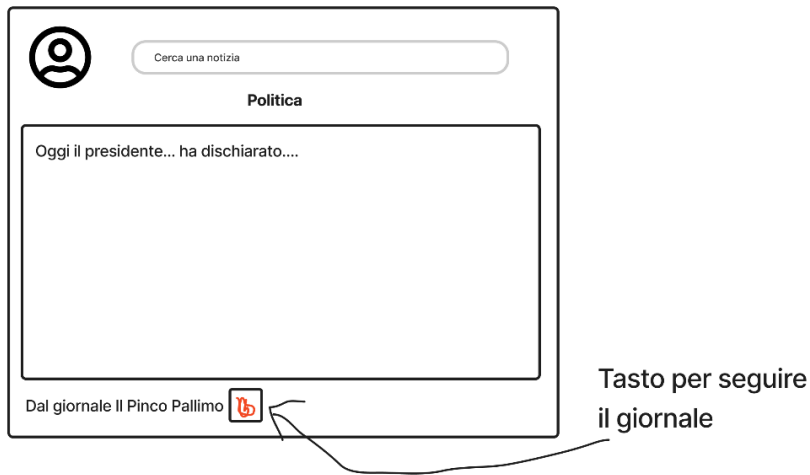 Cerca una notizia
Politica
Oggi il presidente... ha dischiarato....
Dal giornale Il Pinco Pallimo
Tasto per seguire
il giornale